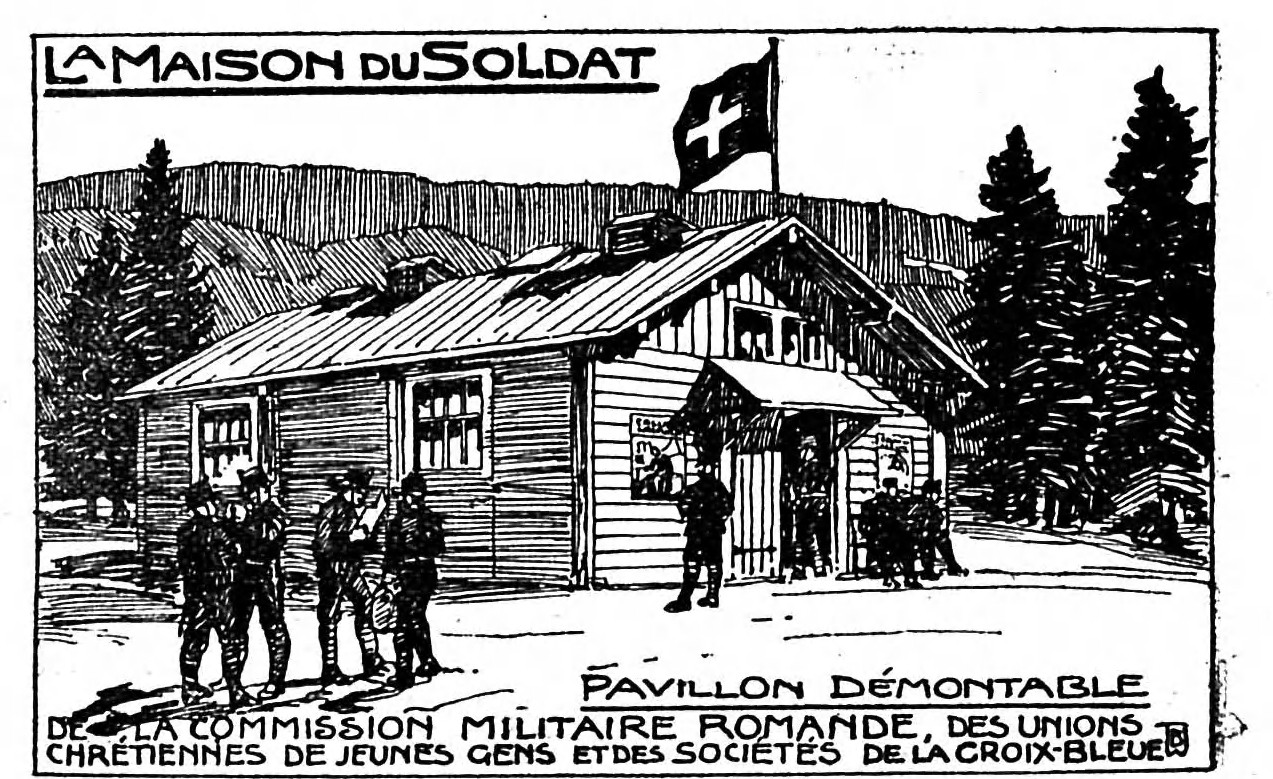 LA MAISON DU SOLDAT
PAVILLON DÉMONTABLE
DE LA COMMISSION MILITAIRE ROMANDE, DES UNIONS
CHRÉTIENNES DE JEUNES GENS ET DES SOCIÉTÉS DE LA CROIX-BLEUE